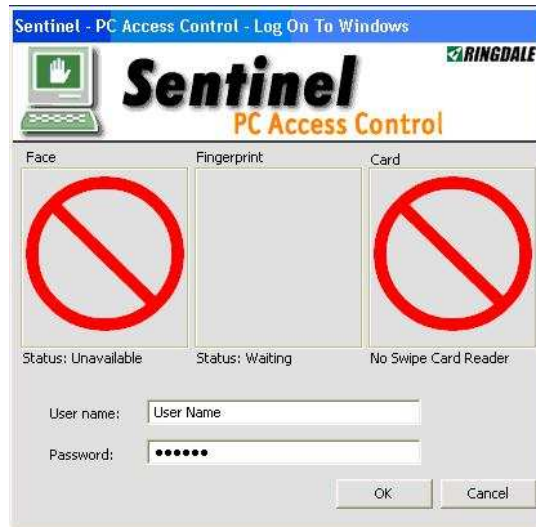 Sentinel - PC Access Control - Log On To Windows
RINGDALE
Sentinel
PC Access Control
Face Fingerprint Card
Status: Unavailable Status: Waiting No Swipe Card Reader
User name: User Name
Password: ••••••
OK Cancel